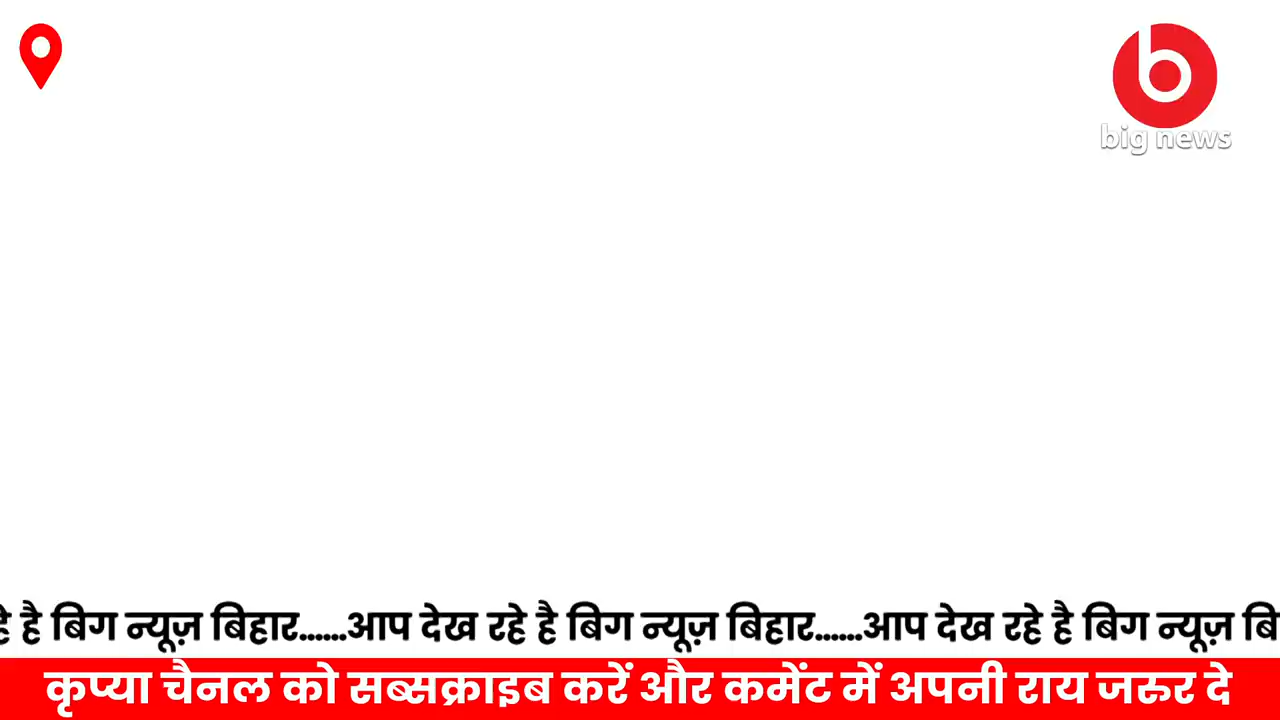 big news
है बिग न्यूज़ बिहार......आप देख रहे है बिग न्यूज़ बिहार......आप देख रहे है बिग न्यूज़
कृप्या चैनल को सब्सक्राइब करें और कमेंट में अपनी राय जरुर दे